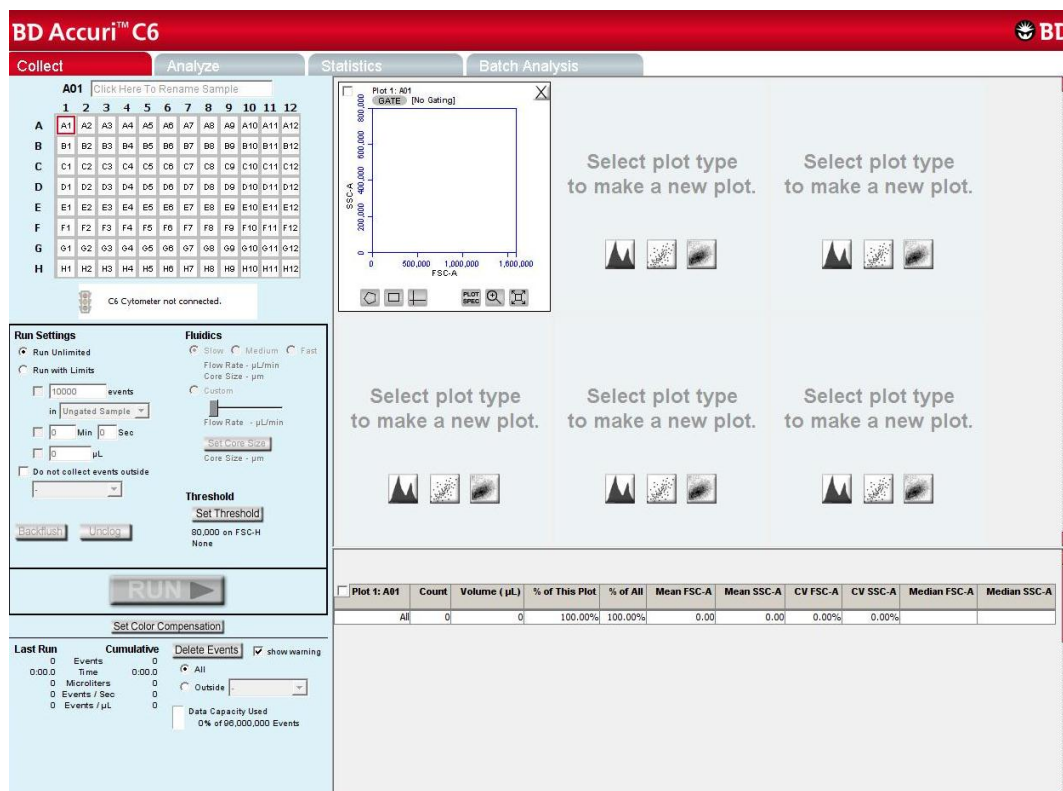 BD Accuri™ C6
BD
Collect Analyze Statistics Batch Analysis
A01 Click Here To Rename Sample
1 2 3 4 5 6 7 8 9 10 11 12
A A1 A2 A3 A4 A5 A6 A7 A8 A9 A10 A11 A12
B B1 B2 B3 B4 B5 B6 B7 B8 B9 B10 B11 B12
C C1 C2 C3 C4 C5 C6 C7 C8 C9 C10 C11 C12
D D1 D2 D3 D4 D5 D6 D7 D8 D9 D10 D11 D12
E E1 E2 E3 E4 E5 E6 E7 E8 E9 E10 E11 E12
F F1 F2 F3 F4 F5 F6 F7 F8 F9 F10 F11 F12
G G1 G2 G3 G4 G5 G6 G7 G8 G9 G10 G11 G12
H H1 H2 H3 H4 H5 H6 H7 H8 H9 H10 H11 H12
C6 Cytometer not connected.
Run Settings
Run Unlimited
Run with Limits
10000 events
in Ungated Sample
0 Min 0 Sec
0 µL
Do not collect events outside
-
Backflush Unclog
Fluidics
Slow Medium Fast
Flow Rate - µL/min
Core Size - µm
Custom
Flow Rate - µL/min
Set Core Size
Core Size - µm
Threshold
Set Threshold
80,000 on FSC-H
None
RUN
Set Color Compensation
Last Run Cumulative
0 Events 0
0:00.0 Time 0:00.0
0 Microliters 0
0 Events / Sec 0
0 Events / µL 0
Delete Events show warning
All
Outside -
Data Capacity Used
0% of 96,000,000 Events
Plot 1: A01
GATE [No Gating]
X
800,000
600,000
400,000
200,000
0
SSC-A
0 500,000 1,000,000 1,600,000
FSC-A
PLOT
SPEC
Select plot type
to make a new plot.
Select plot type
to make a new plot.
Select plot type
to make a new plot.
Select plot type
to make a new plot.
Select plot type
to make a new plot.
Plot 1: A01 Count Volume ( µL) % of This Plot % of All Mean FSC-A Mean SSC-A CV FSC-A CV SSC-A Median FSC-A Median SSC-A
All 0 0 100.00% 100.00% 0.00 0.00 0.00% 0.00%